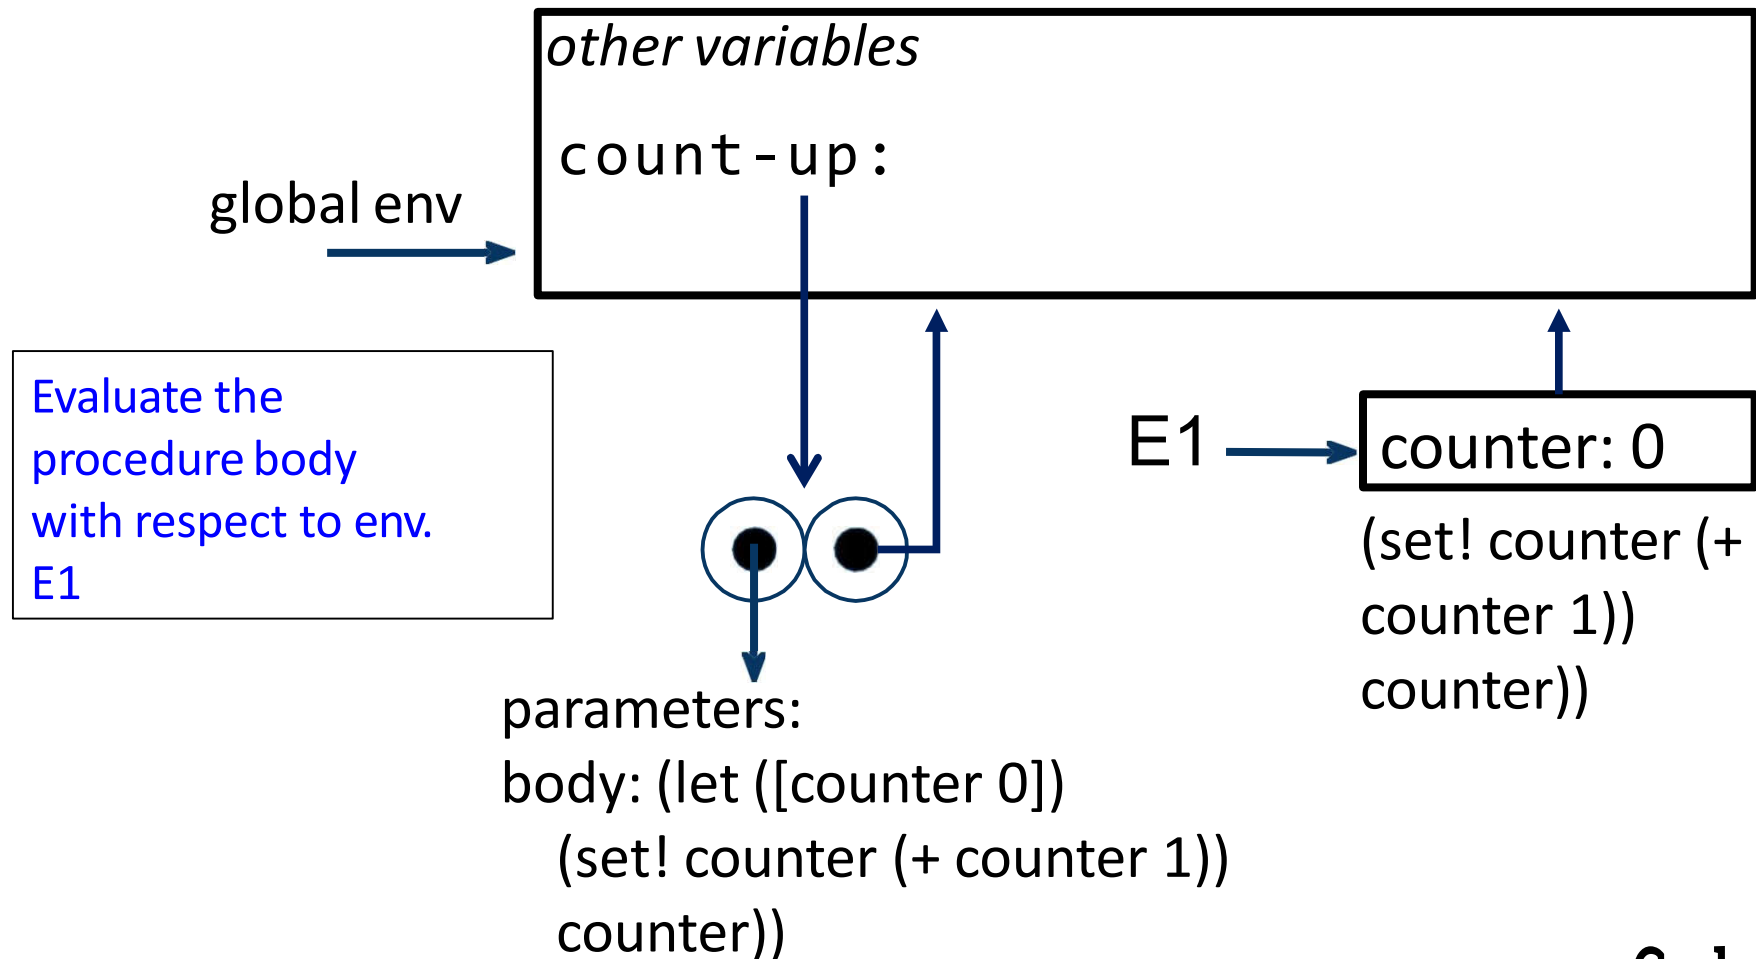 other variables
count-up:
global env
Evaluate the
procedure body
with respect to env.
E1
E1
counter: 0
(set! counter (+
counter 1))
counter))
parameters:
body: (let ([counter 0])
(set! counter (+ counter 1))
counter))